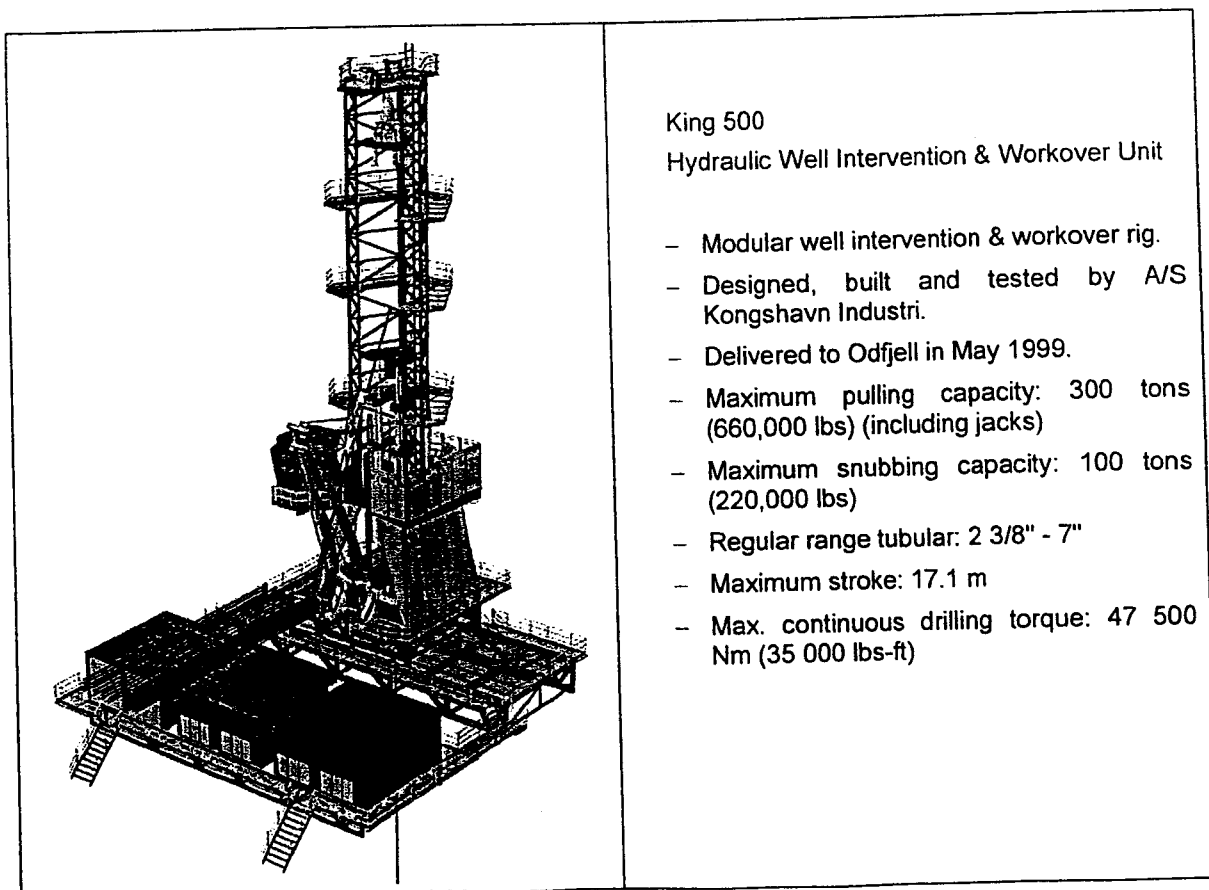 King 500
Hydraulic Well Intervention & Workover Unit
– Modular well intervention & workover rig.
– Designed, built and tested by A/S
Kongshavn Industri.
– Delivered to Odfjell in May 1999.
– Maximum pulling capacity: 300 tons
(660,000 lbs) (including jacks)
– Maximum snubbing capacity: 100 tons
(220,000 lbs)
– Regular range tubular: 2 3/8" - 7"
– Maximum stroke: 17.1 m
– Max. continuous drilling torque: 47 500
Nm (35 000 lbs-ft)